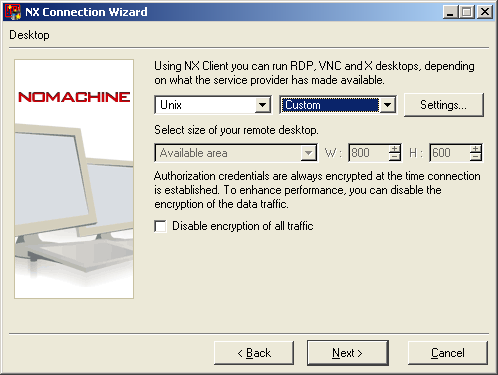 NX Connection Wizard
Desktop
NOMACHINE
Using NX Client you can run RDP, VNC and X desktops, depending
on what the service provider has made available.
Unix Custom Settings...
Select size of your remote desktop.
Available area W : 800 H : 600
Authorization credentials are always encrypted at the time connection
is established. To enhance performance, you can disable the
encryption of the data traffic.
Disable encryption of all traffic
< Back Next > Cancel